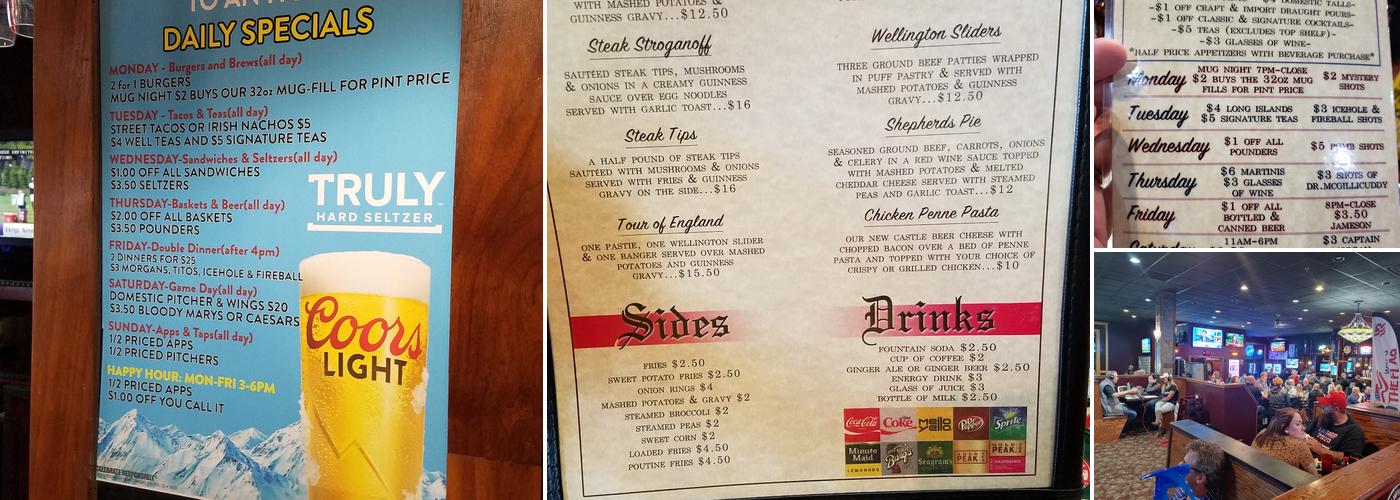 DAILY SPECIALS
MONDAY - Burgers and Brews(all day)
2 for 1 BURGERS
MUG NIGHT $2 BUYS OUR 32oz MUG-FILL FOR PINT PRICE
TUESDAY - Tacos & Teas(all day)
STREET TACOS OR IRISH NACHOS $5
$4 WELL TEAS AND $5 SIGNATURE TEAS
WEDNESDAY-Sandwiches & Seltzers(all day)
$1.00 OFF ALL SANDWICHES
$3.50 SELTZERS
THURSDAY-Baskets & Beer(all day)
$2.00 OFF ALL BASKETS
$3.50 POUNDERS
FRIDAY-Double Dinner(after 4pm)
2 DINNERS FOR $25
$3 MORGANS, TITOS, ICEHOLE & FIREBALL
SATURDAY-Game Day(all day)
DOMESTIC PITCHER & WINGS $20
$3.50 BLOODY MARYS OR CAESARS
SUNDAY-Apps & Taps(all day)
1/2 PRICED APPS
1/2 PRICED PITCHERS
HAPPY HOUR: MON-FRI 3-6PM
1/2 PRICED APPS
$1.00 OFF YOU CALL IT
TRULY
HARD SELTZER
Coors
LIGHT
CELEBRATE RESPONSIBLY
WITH MASHED POTATOES &
GUINNESS GRAVY...$12.50
Steak Stroganoff
SAUTÉED STEAK TIPS, MUSHROOMS
& ONIONS IN A CREAMY GUINNESS
SAUCE OVER EGG NOODLES
SERVED WITH GARLIC TOAST...$16
Steak Tips
A HALF POUND OF STEAK TIPS
SAUTÉED WITH MUSHROOMS & ONIONS
SERVED WITH FRIES & GUINNESS
GRAVY ON THE SIDE...$16
Tour of England
ONE PASTIE, ONE WELLINGTON SLIDER
& ONE BANGER SERVED OVER MASHED
POTATOES AND GUINNESS
GRAVY...$15.50
Wellington Sliders
THREE GROUND BEEF PATTIES WRAPPED
IN PUFF PASTRY & SERVED WITH
MASHED POTATOES & GUINNESS
GRAVY...$12.50
Shepherds Pie
SEASONED GROUND BEEF, CARROTS, ONIONS
& CELERY IN A RED WINE SAUCE TOPPED
WITH MASHED POTATOES & MELTED
CHEDDAR CHEESE SERVED WITH STEAMED
PEAS AND GARLIC TOAST...$12
Chicken Penne Pasta
OUR NEW CASTLE BEER CHEESE WITH
CHOPPED BACON OVER A BED OF PENNE
PASTA AND TOPPED WITH YOUR CHOICE OF
CRISPY OR GRILLED CHICKEN...$10
Sides
FRIES $2.50
SWEET POTATO FRIES $2.50
ONION RINGS $4
MASHED POTATOES & GRAVY $2
STEAMED BROCCOLI $2
STEAMED PEAS $2
SWEET CORN $2
LOADED FRIES $4.50
POUTINE FRIES $4.50
Drinks
FOUNTAIN SODA $2.50
CUP OF COFFEE $2
GINGER ALE OR GINGER BEER $2.50
ENERGY DRINK $3
GLASS OF JUICE $3
BOTTLE OF MILK $2.50
Coca-Cola Coke Mello Yello Dr Pepper Sprite
Minute Maid LEMONADE Barq's Seagram's GOLD PEAK GOLD PEAK RASPBERRY
-$1 OFF CRAFT & IMPORT DRAUGHT POURS-
-$1 OFF CLASSIC & SIGNATURE COCKTAILS-
-$5 TEAS (EXCLUDES TOP SHELF)-
-$3 GLASSES OF WINE-
*HALF PRICE APPETIZERS WITH BEVERAGE PURCHASE*
Monday MUG NIGHT 7PM-CLOSE $2 BUYS THE 32OZ MUG FILLS FOR PINT PRICE $2 MYSTERY SHOTS
Tuesday $4 LONG ISLANDS $5 SIGNATURE TEAS $3 ICEHOLE & FIREBALL SHOTS
Wednesday $1 OFF ALL POUNDERS $5 BOMB SHOTS
Thursday $6 MARTINIS $3 GLASSES OF WINE $3 SHOTS OF DR.MCGILLICUDDY
Friday $1 OFF ALL BOTTLED & CANNED BEER 8PM-CLOSE $3.50 JAMESON
11AM-6PM $3 CAPTAIN